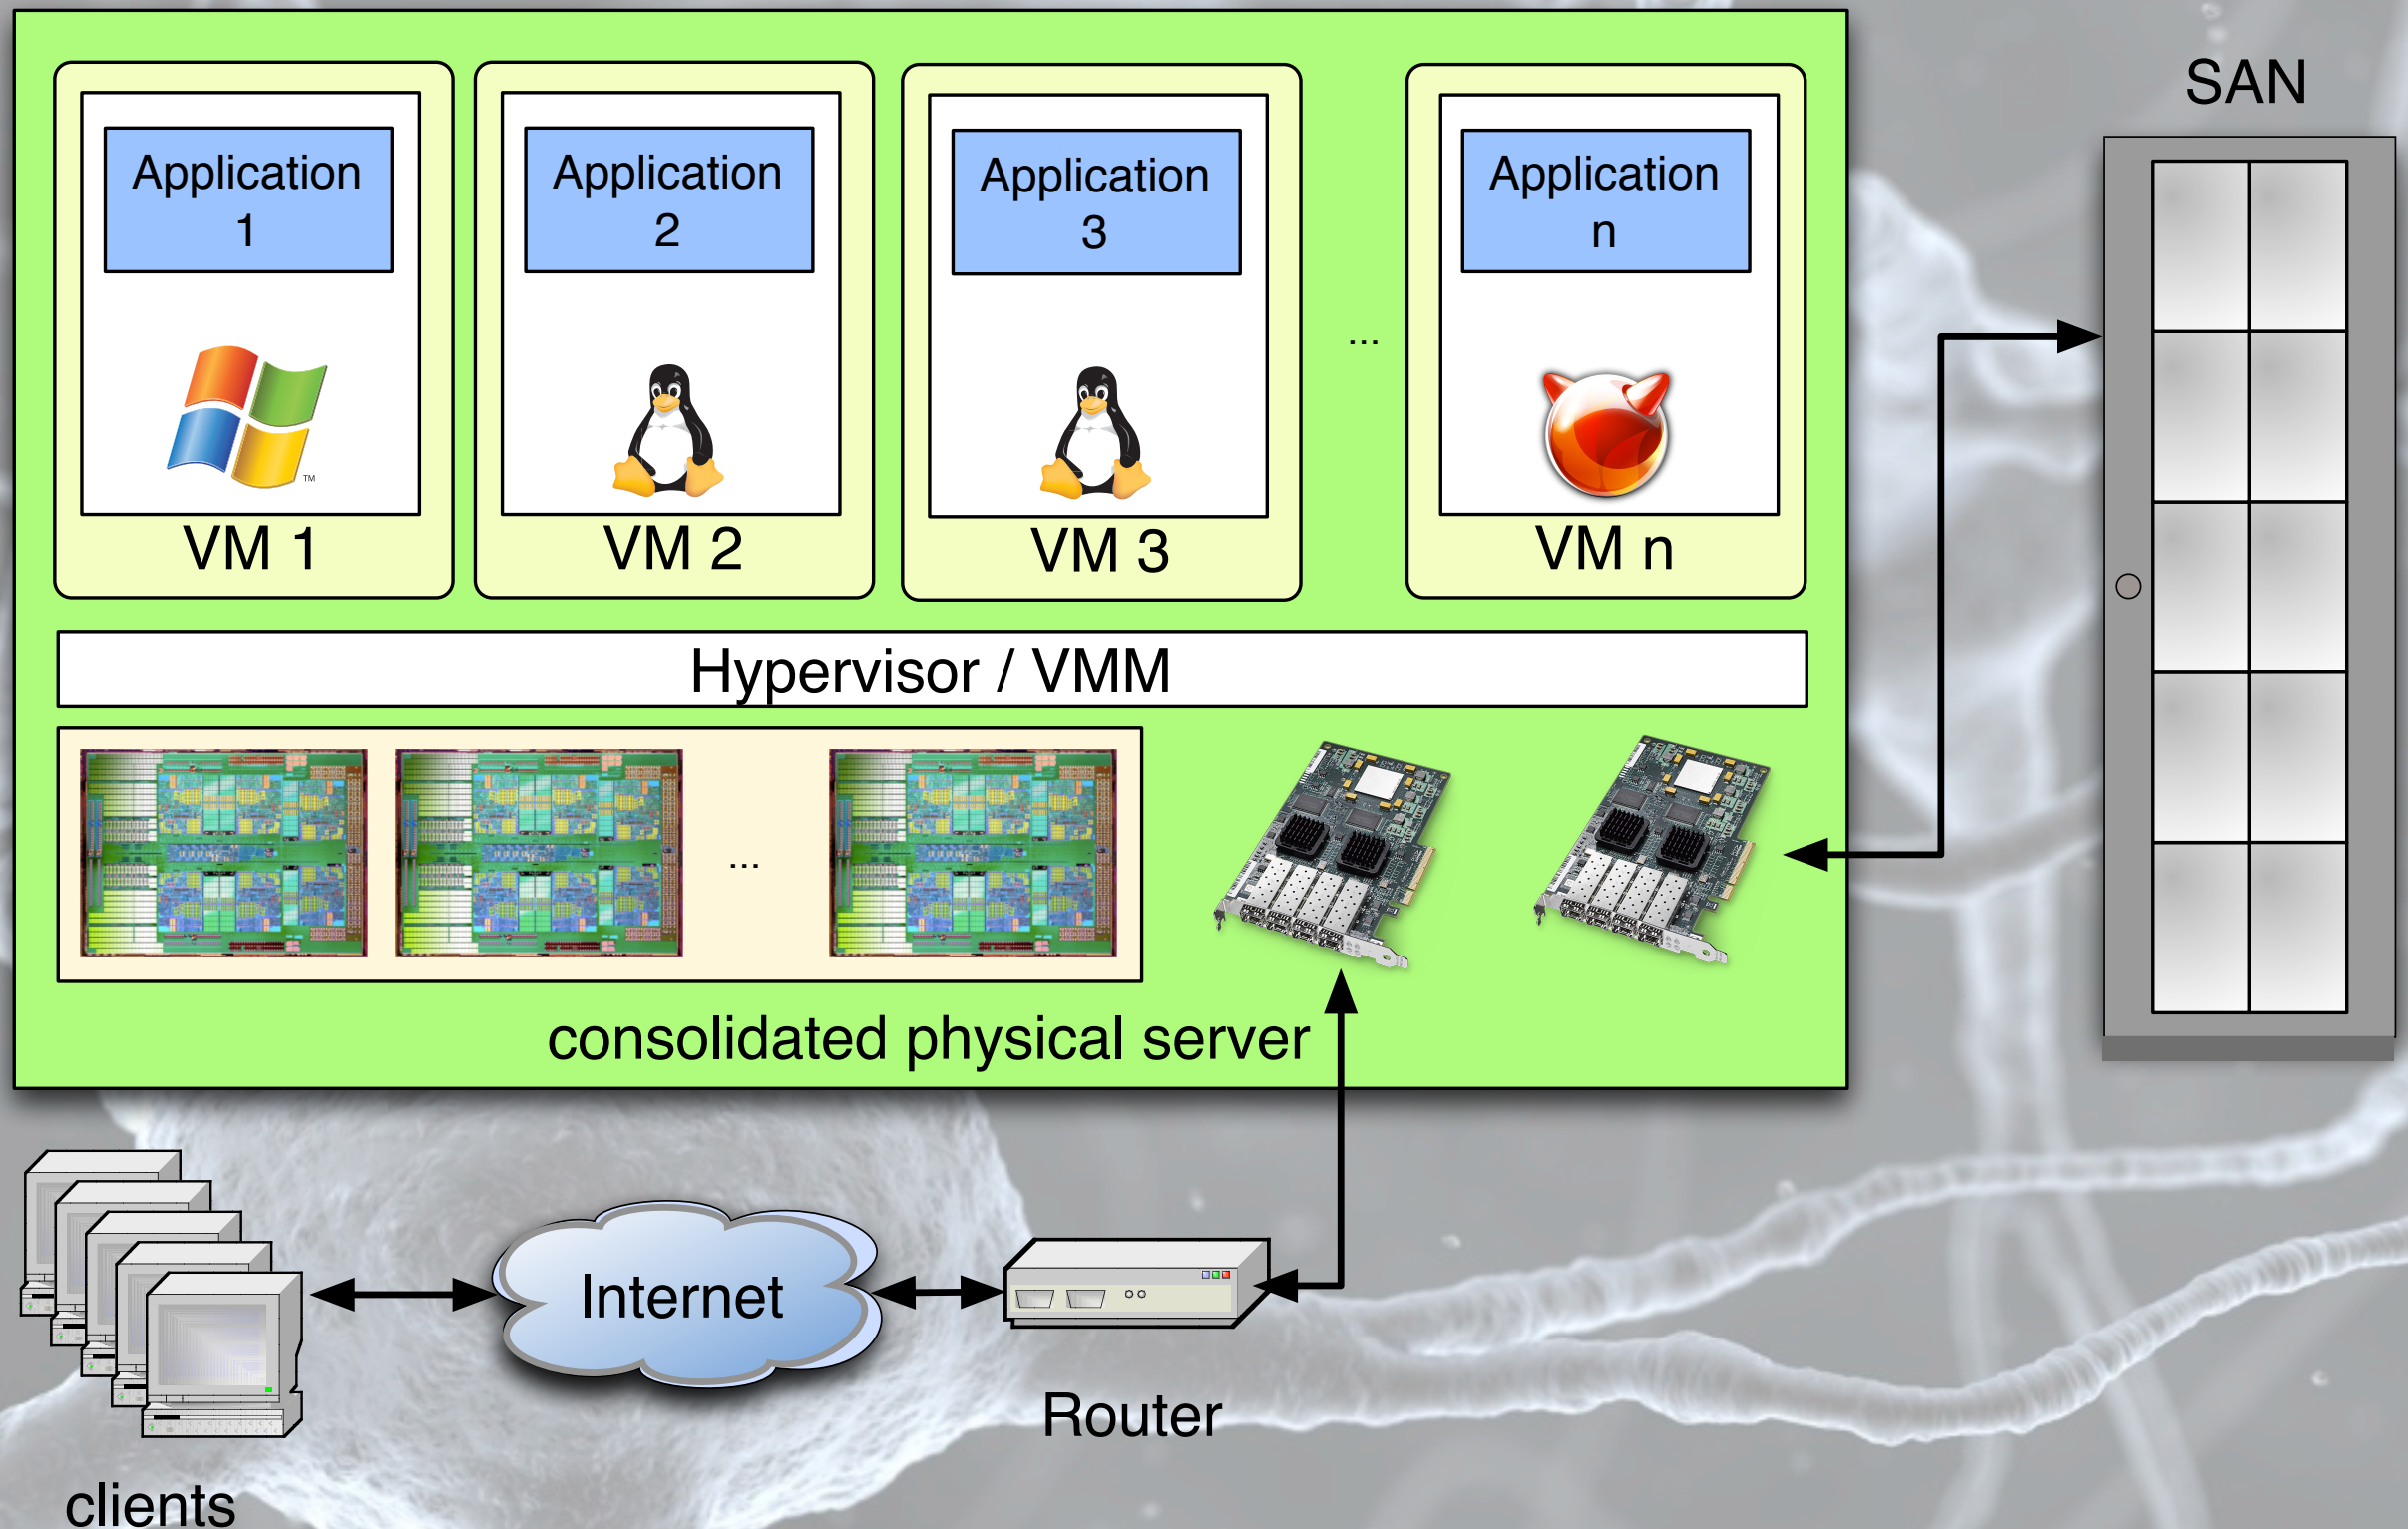 SAN
Application
1
Application
2
Application
3
Application
n
...
TM
VM 1
VM 2
VM 3
VM n
Hypervisor / VMM
...
consolidated physical server
Internet
Router
clients